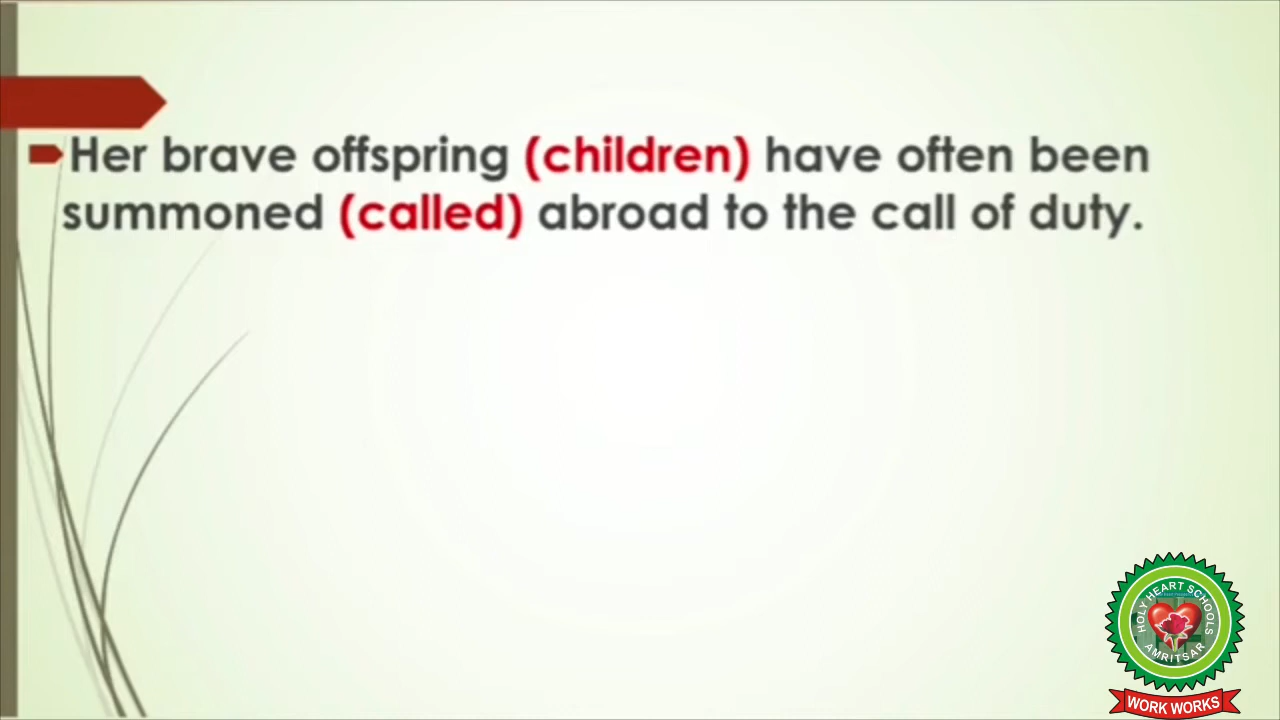 Her brave offspring (children) have often been
summoned (called) abroad to the call of duty.
HOLY HEART SCHOOLS
AMRITSAR
WORK WORKS